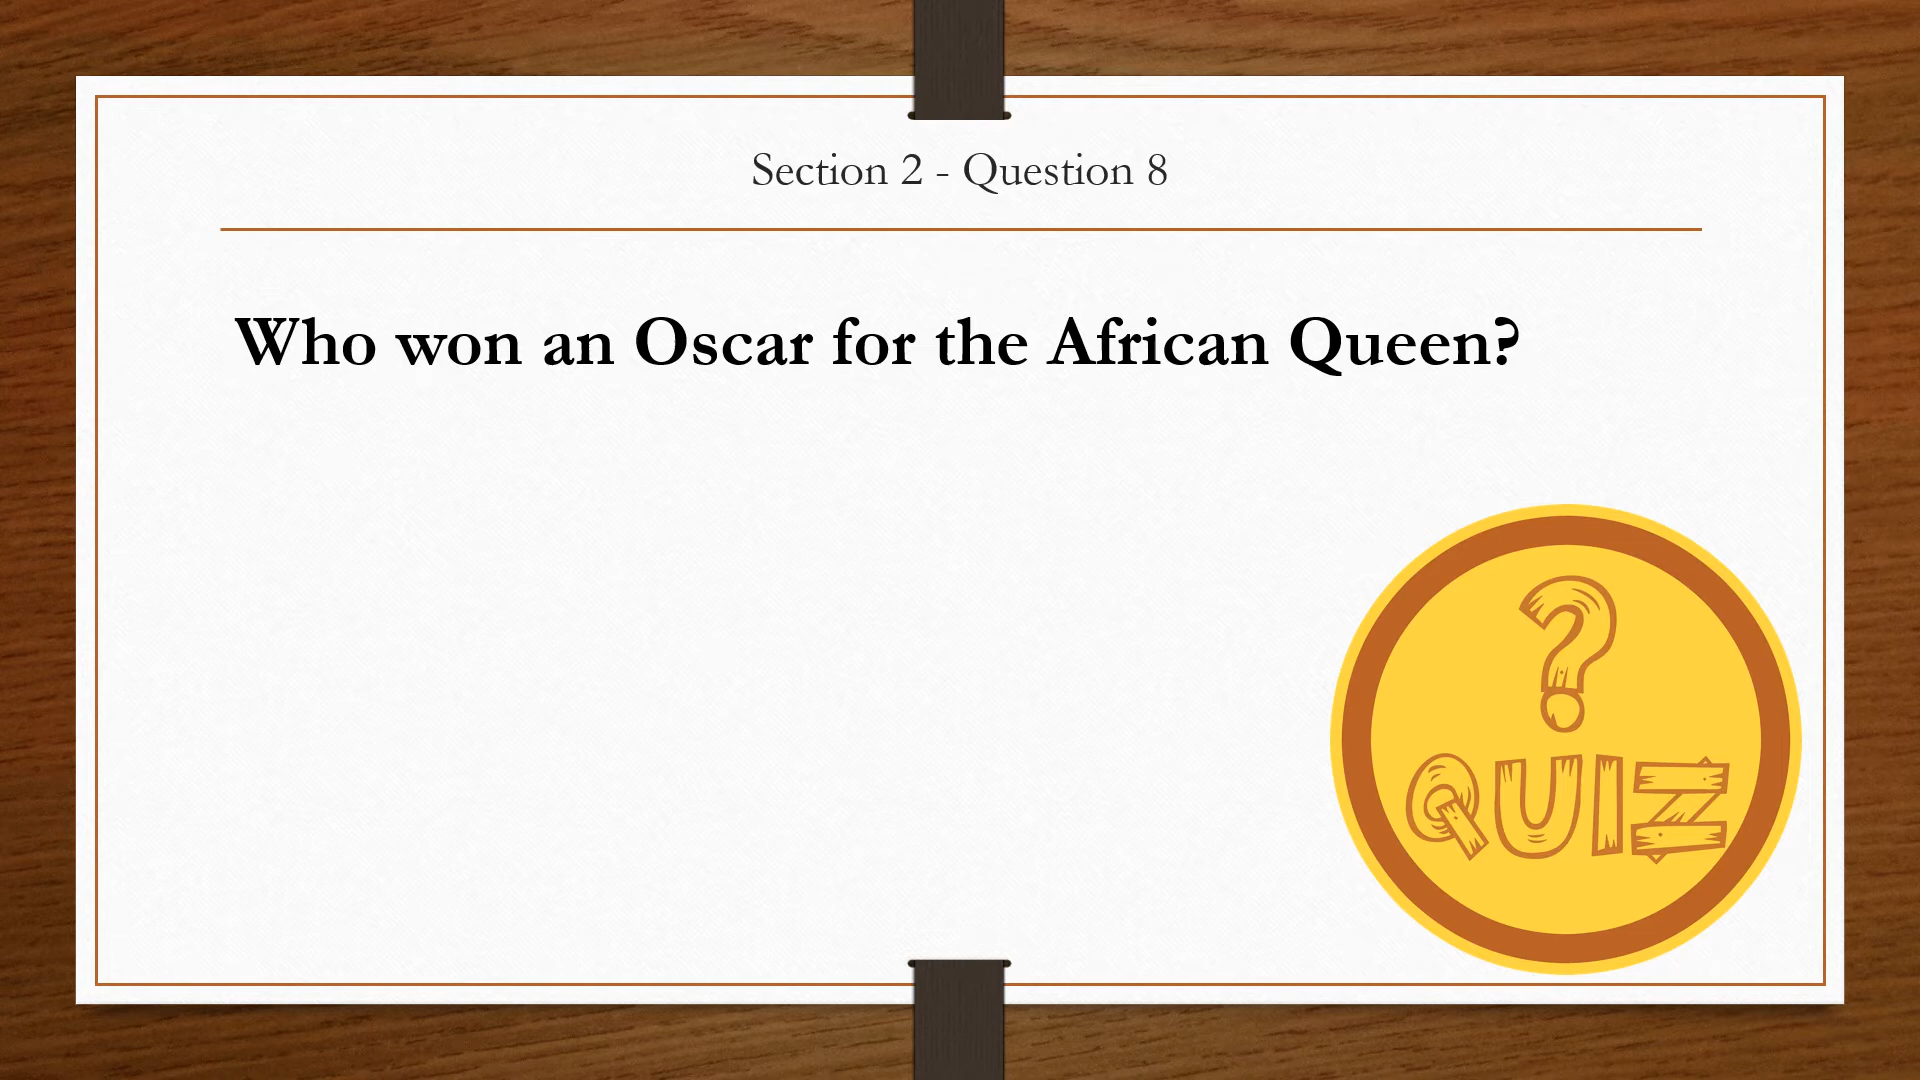 Section 2 - Question 8
Who won an Oscar for the African Queen?
?
QUIZ